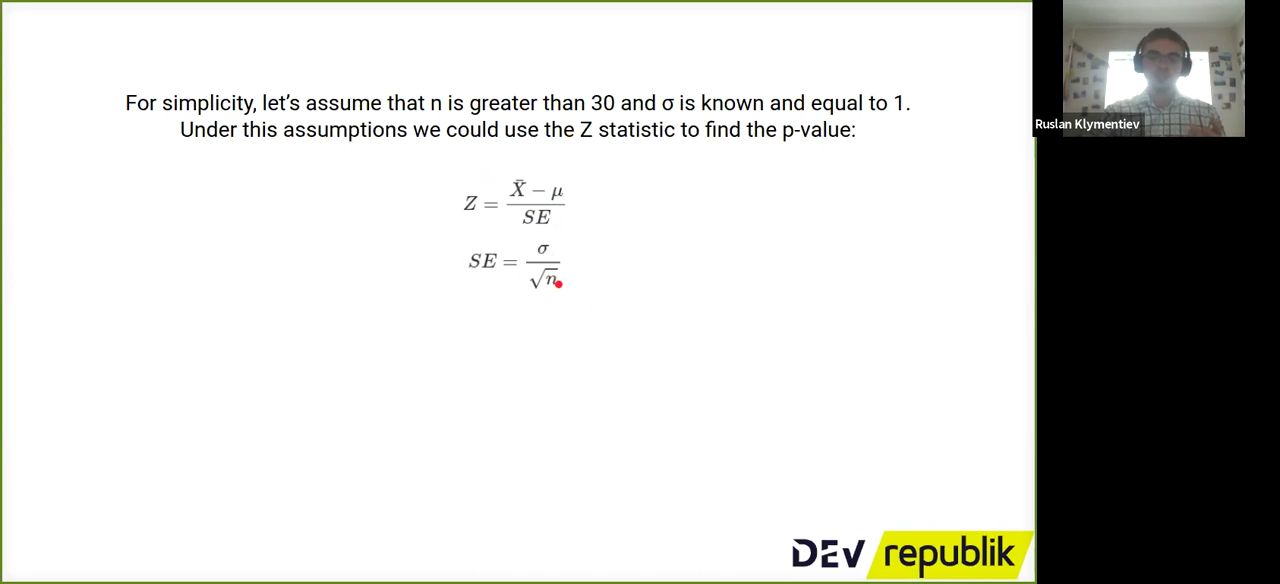 For simplicity, let's assume that n is greater than 30 and σ is known and equal to 1.
Under this assumptions we could use the Z statistic to find the p-value:
Z = (X̄ − μ) / SE
SE = σ / √n
Ruslan Klymentiev
DEV republik